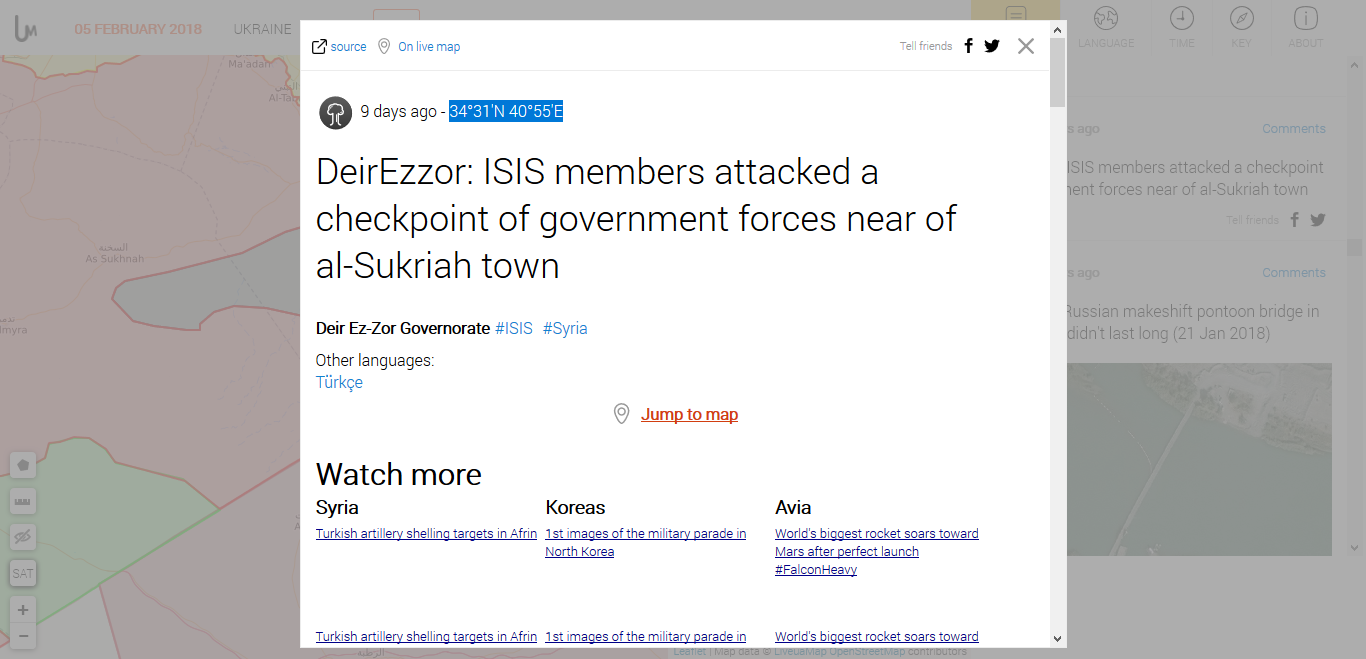 05 FEBRUARY 2018
UKRAINE
LANGUAGE
TIME
KEY
ABOUT
source
On live map
Tell friends
9 days ago - 34°31'N 40°55'E
DeirEzzor: ISIS members attacked a
checkpoint of government forces near of
al-Sukriah town
Deir Ez-Zor Governorate #ISIS #Syria
Other languages:
Türkçe
Jump to map
Watch more
Syria
Turkish artillery shelling targets in Afrin
Koreas
1st images of the military parade in
North Korea
Avia
World's biggest rocket soars toward
Mars after perfect launch
#FalconHeavy
Turkish artillery shelling targets in Afrin
1st images of the military parade in
World's biggest rocket soars toward
ago
Comments
ISIS members attacked a checkpoint
forces near of al-Sukriah town
Tell friends
ago
Comments
Russian makeshift pontoon bridge in
didn't last long (21 Jan 2018)
Ma'adan
السخنة
As Sukhnah
SAT
+
−
Leaflet | Map data © LiveuaMap OpenStreetMap contributors